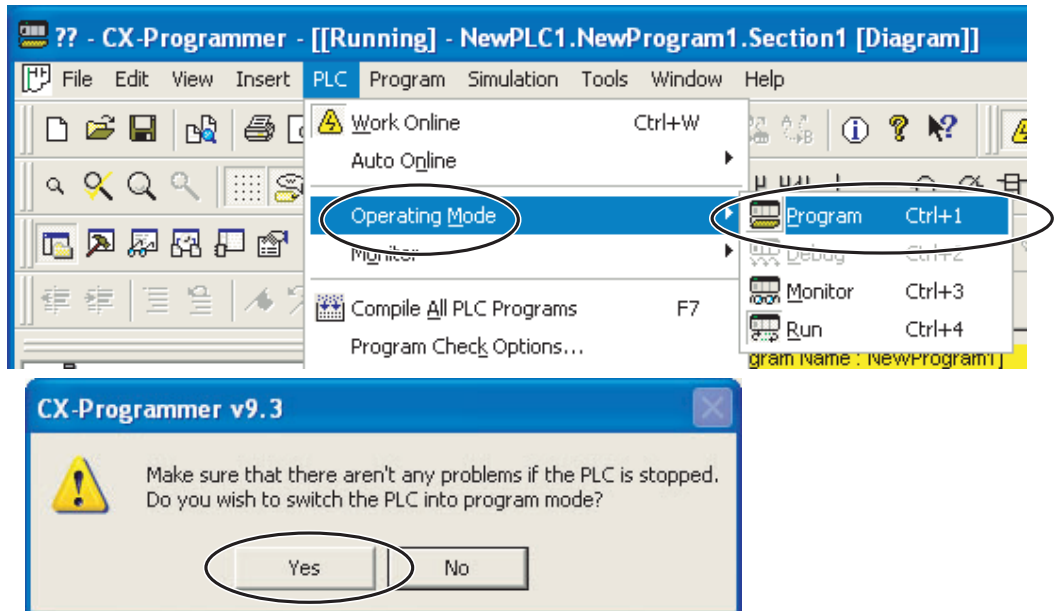 ?? - CX-Programmer - [[Running] - NewPLC1.NewProgram1.Section1 [Diagram]]
File Edit View Insert PLC Program Simulation Tools Window Help
Work Online Ctrl+W
Auto Online
Operating Mode
Program Ctrl+1
Monitor
Debug Ctrl+2
Monitor Ctrl+3
Compile All PLC Programs F7
Run Ctrl+4
Program Check Options...
gram Name : NewProgram1]
CX-Programmer v9.3
Make sure that there aren't any problems if the PLC is stopped.
Do you wish to switch the PLC into program mode?
Yes No